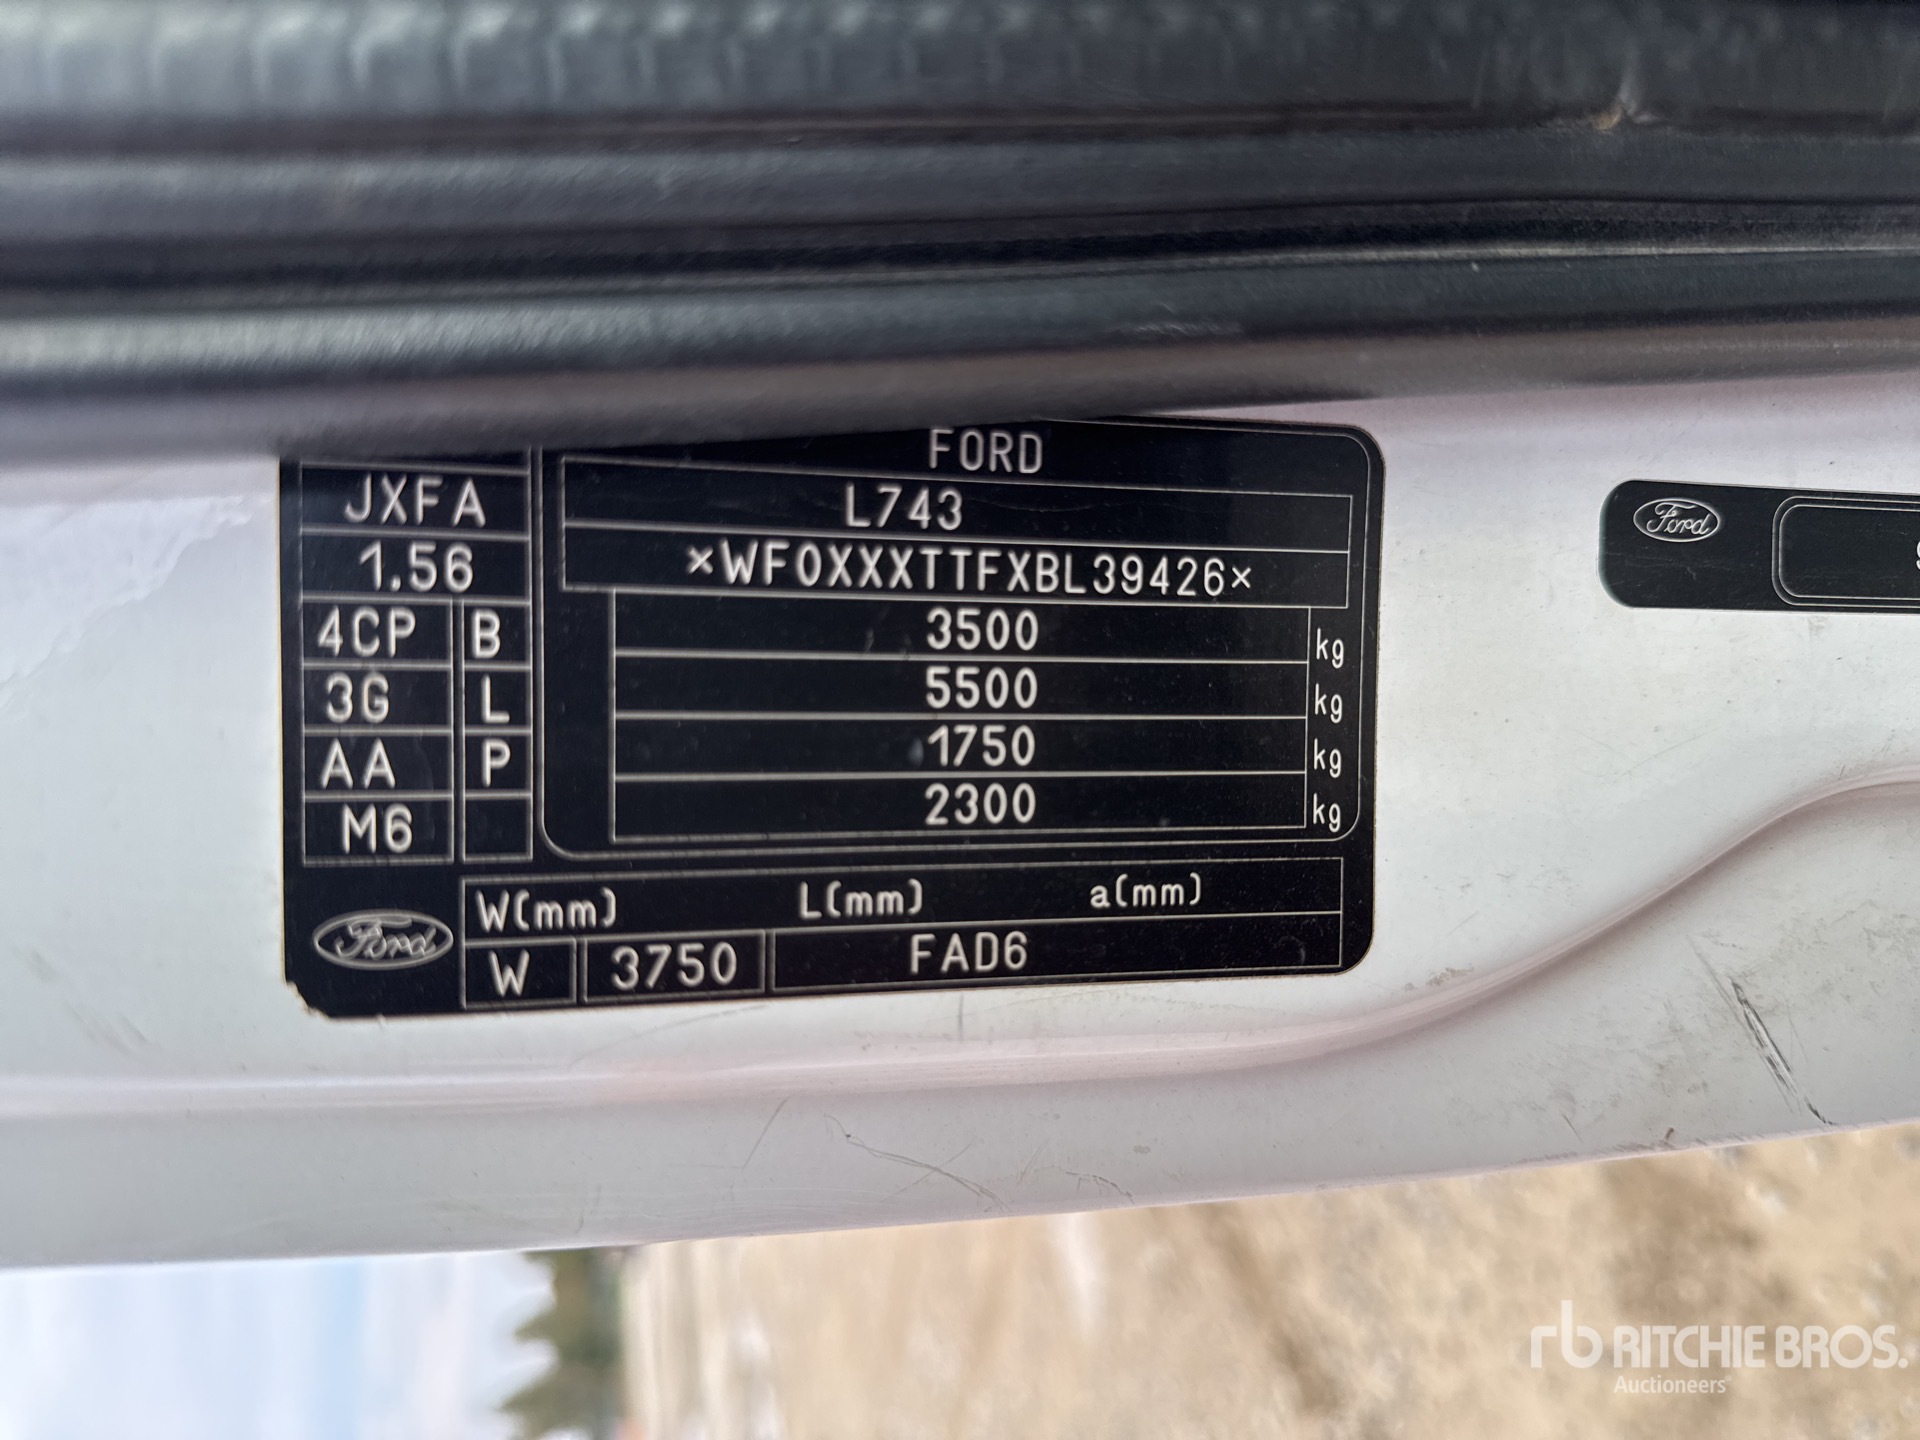 FORD
JXFA
L743
1.56
×WF0XXXTTFXBL39426×
4CP B
3500 kg
3G L
5500 kg
AA P
1750 kg
M6
2300 kg
Ford
W(mm) L(mm) a(mm)
W 3750 FAD6
Ford
rb RITCHIE BROS.
Auctioneers